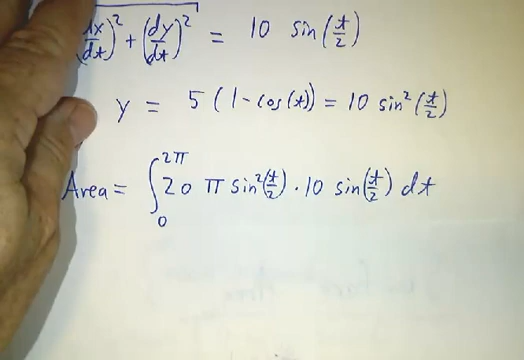 dx/dt)² + (dy/dt)² = 10 sin(t/2)
y = 5(1-cos(t)) = 10 sin²(t/2)
Area = ∫₀^2π 20 π sin²(t/2) · 10 sin(t/2) dt